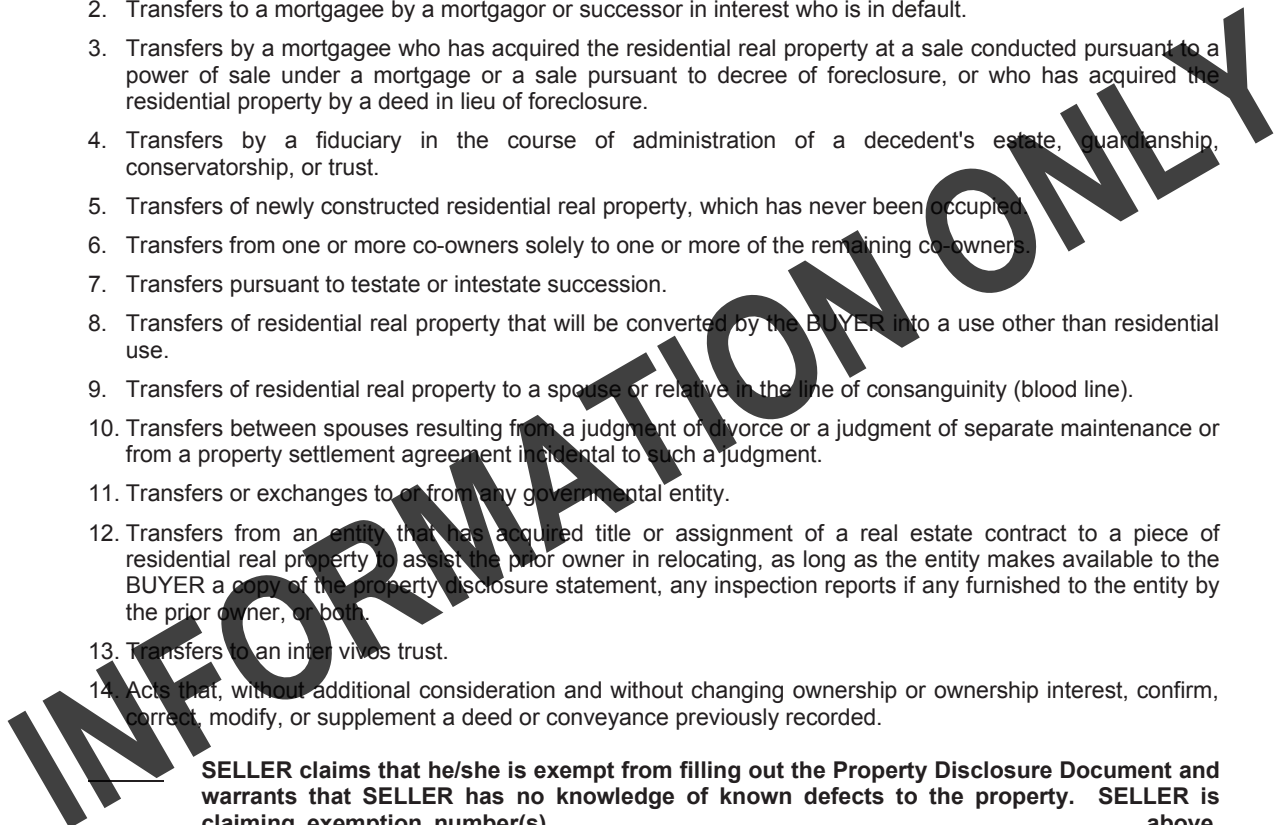 2. Transfers to a mortgagee by a mortgagor or successor in interest who is in default.
3. Transfers by a mortgagee who has acquired the residential real property at a sale conducted pursuant to a
power of sale under a mortgage or a sale pursuant to decree of foreclosure, or who has acquired the
residential property by a deed in lieu of foreclosure.
4. Transfers by a fiduciary in the course of administration of a decedent's estate, guardianship,
conservatorship, or trust.
5. Transfers of newly constructed residential real property, which has never been occupied.
6. Transfers from one or more co-owners solely to one or more of the remaining co-owners.
7. Transfers pursuant to testate or intestate succession.
8. Transfers of residential real property that will be converted by the BUYER into a use other than residential
use.
9. Transfers of residential real property to a spouse or relative in the line of consanguinity (blood line).
10. Transfers between spouses resulting from a judgment of divorce or a judgment of separate maintenance or
from a property settlement agreement incidental to such a judgment.
11. Transfers or exchanges to or from any governmental entity.
12. Transfers from an entity that has acquired title or assignment of a real estate contract to a piece of
residential real property to assist the prior owner in relocating, as long as the entity makes available to the
BUYER a copy of the property disclosure statement, any inspection reports if any furnished to the entity by
the prior owner, or both.
13. Transfers to an inter vivos trust.
14. Acts that, without additional consideration and without changing ownership or ownership interest, confirm,
correct, modify, or supplement a deed or conveyance previously recorded.
SELLER claims that he/she is exempt from filling out the Property Disclosure Document and
warrants that SELLER has no knowledge of known defects to the property. SELLER is
claiming exemption number(s) above.
INFORMATION ONLY